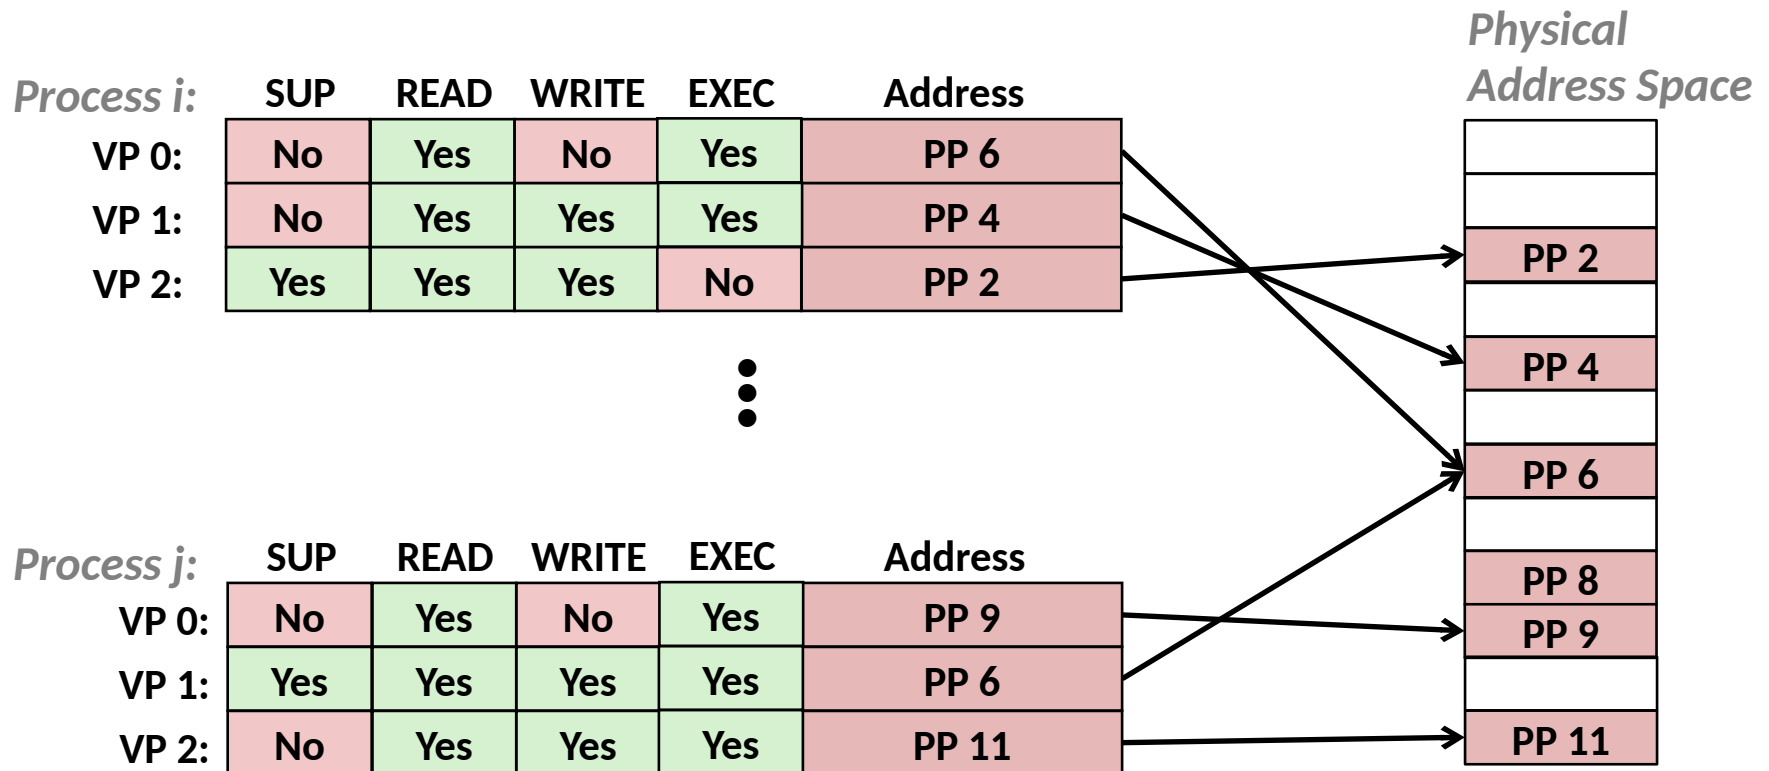 Physical
Address Space
Process i: SUP READ WRITE EXEC Address
VP 0: No Yes No Yes PP 6
VP 1: No Yes Yes Yes PP 4
VP 2: Yes Yes Yes No PP 2
PP 2
PP 4
PP 6
PP 8
PP 9
PP 11
Process j: SUP READ WRITE EXEC Address
VP 0: No Yes No Yes PP 9
VP 1: Yes Yes Yes Yes PP 6
VP 2: No Yes Yes Yes PP 11